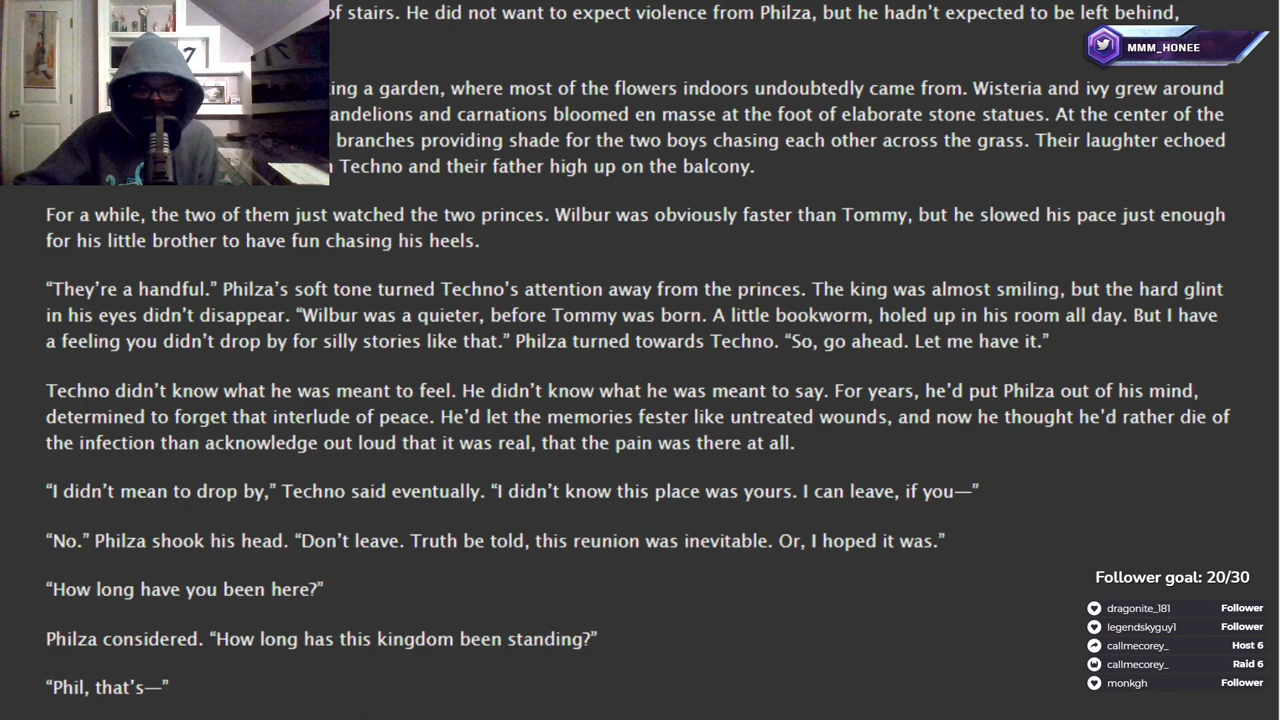 of stairs. He did not want to expect violence from Philza, but he hadn't expected to be left behind,
MMM_HONEE
ing a garden, where most of the flowers indoors undoubtedly came from. Wisteria and ivy grew around
andelions and carnations bloomed en masse at the foot of elaborate stone statues. At the center of the
branches providing shade for the two boys chasing each other across the grass. Their laughter echoed
Techno and their father high up on the balcony.
For a while, the two of them just watched the two princes. Wilbur was obviously faster than Tommy, but he slowed his pace just enough
for his little brother to have fun chasing his heels.
“They're a handful.” Philza's soft tone turned Techno's attention away from the princes. The king was almost smiling, but the hard glint
in his eyes didn't disappear. “Wilbur was a quieter, before Tommy was born. A little bookworm, holed up in his room all day. But I have
a feeling you didn't drop by for silly stories like that.” Philza turned towards Techno. “So, go ahead. Let me have it.”
Techno didn't know what he was meant to feel. He didn't know what he was meant to say. For years, he'd put Philza out of his mind,
determined to forget that interlude of peace. He'd let the memories fester like untreated wounds, and now he thought he'd rather die of
the infection than acknowledge out loud that it was real, that the pain was there at all.
“I didn't mean to drop by,” Techno said eventually. “I didn't know this place was yours. I can leave, if you—”
“No.” Philza shook his head. “Don't leave. Truth be told, this reunion was inevitable. Or, I hoped it was.”
“How long have you been here?”
Philza considered. “How long has this kingdom been standing?”
“Phil, that's—”
Follower goal: 20/30
dragonite_181 Follower
legendskyguy1 Follower
callmecorey_ Host 6
callmecorey_ Raid 6
monkgh Follower